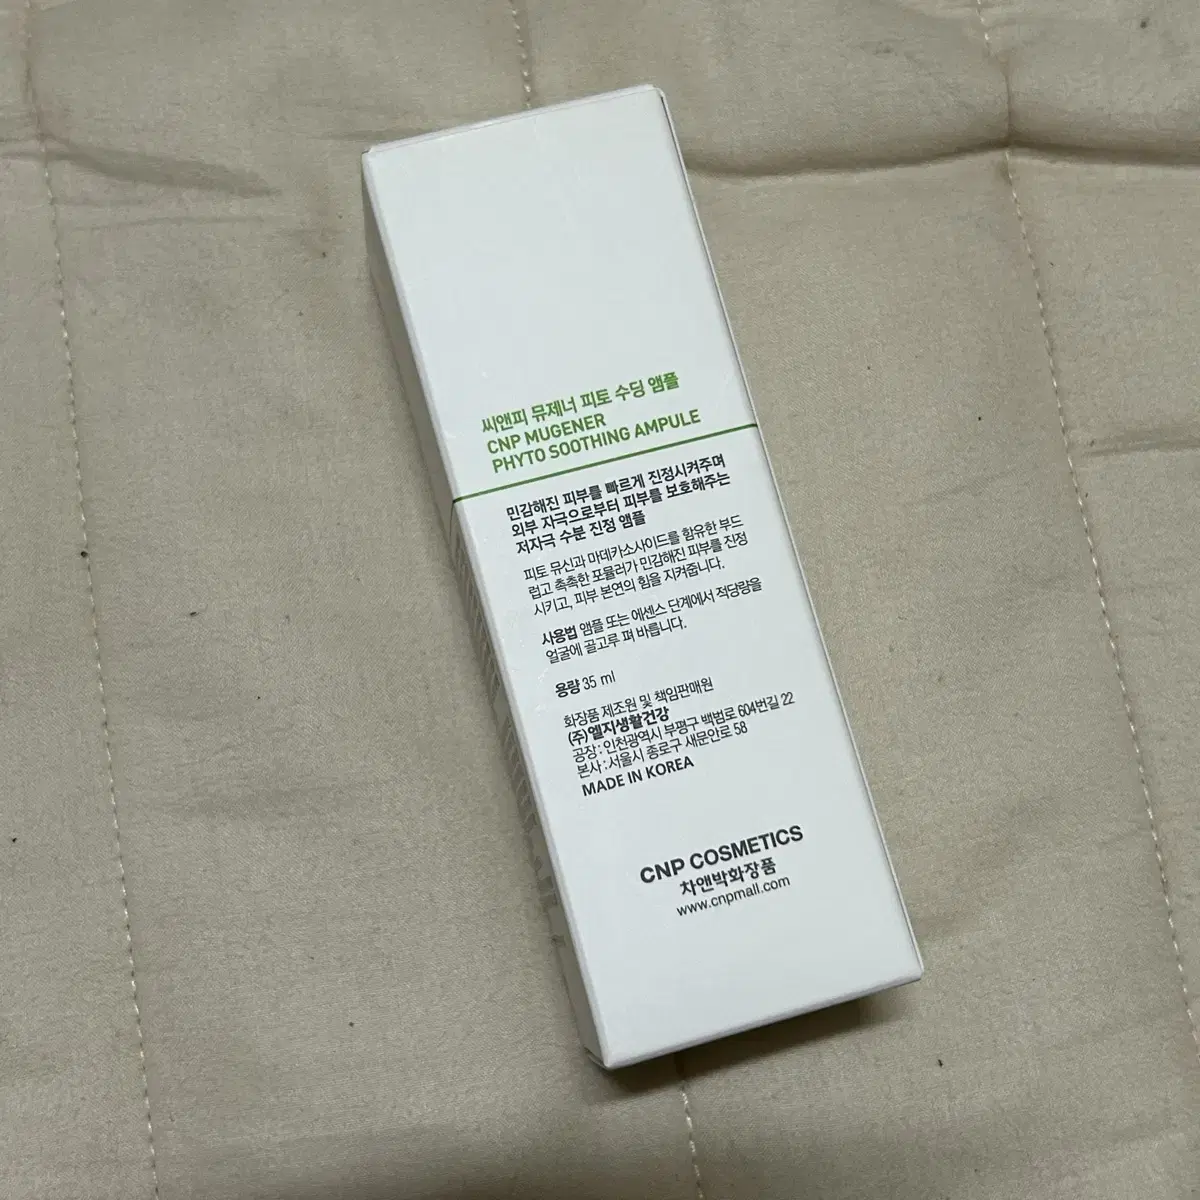 씨앤피 뮤제너 피토 수딩 앰플
CNP MUGENER
PHYTO SOOTHING AMPULE
민감해진 피부를 빠르게 진정시켜주며
외부 자극으로부터 피부를 보호해주는
저자극 수분 진정 앰플
피토 뮤신과 마데카소사이드를 함유한 부드
럽고 촉촉한 포뮬러가 민감해진 피부를 진정
시키고, 피부 본연의 힘을 지켜줍니다.
사용법 앰플 또는 에센스 단계에서 적당량을
얼굴에 골고루 펴 바릅니다.
용량 35 ml
화장품 제조원 및 책임판매원
(주)엘지생활건강
공장 : 인천광역시 부평구 백범로 604번길 22
본사 : 서울시 종로구 새문안로 58
MADE IN KOREA
CNP COSMETICS
차앤박화장품
www.cnpmall.com